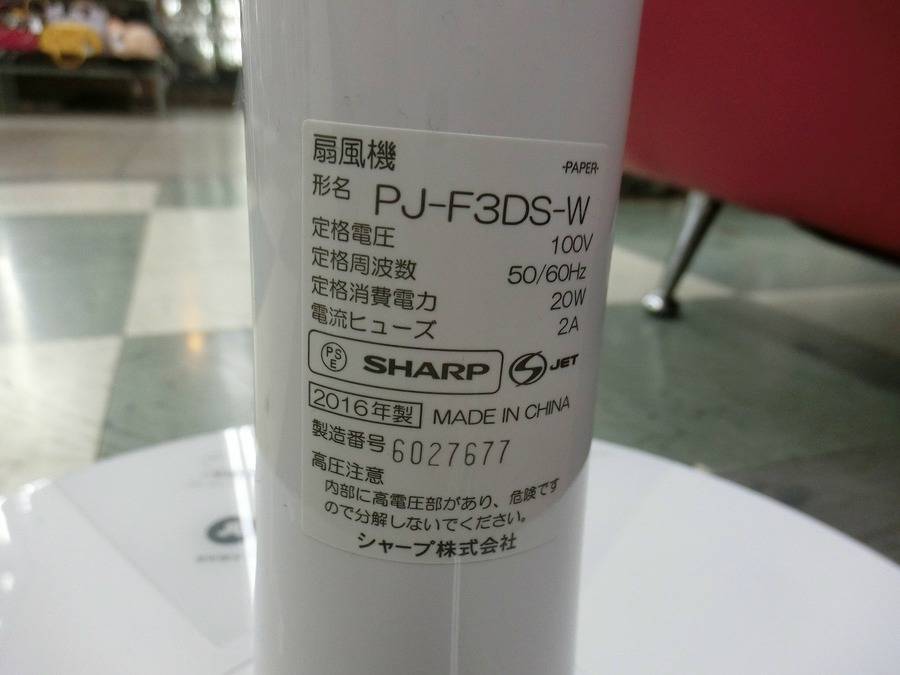 扇風機
-PAPER-
形名 PJ-F3DS-W
定格電圧 100V
定格周波数 50/60Hz
定格消費電力 20W
電流ヒューズ 2A
PSE SHARP JET
2016年製 MADE IN CHINA
製造番号 6027677
高圧注意
内部に高電圧部があり、危険です
ので分解しないでください。
シャープ株式会社